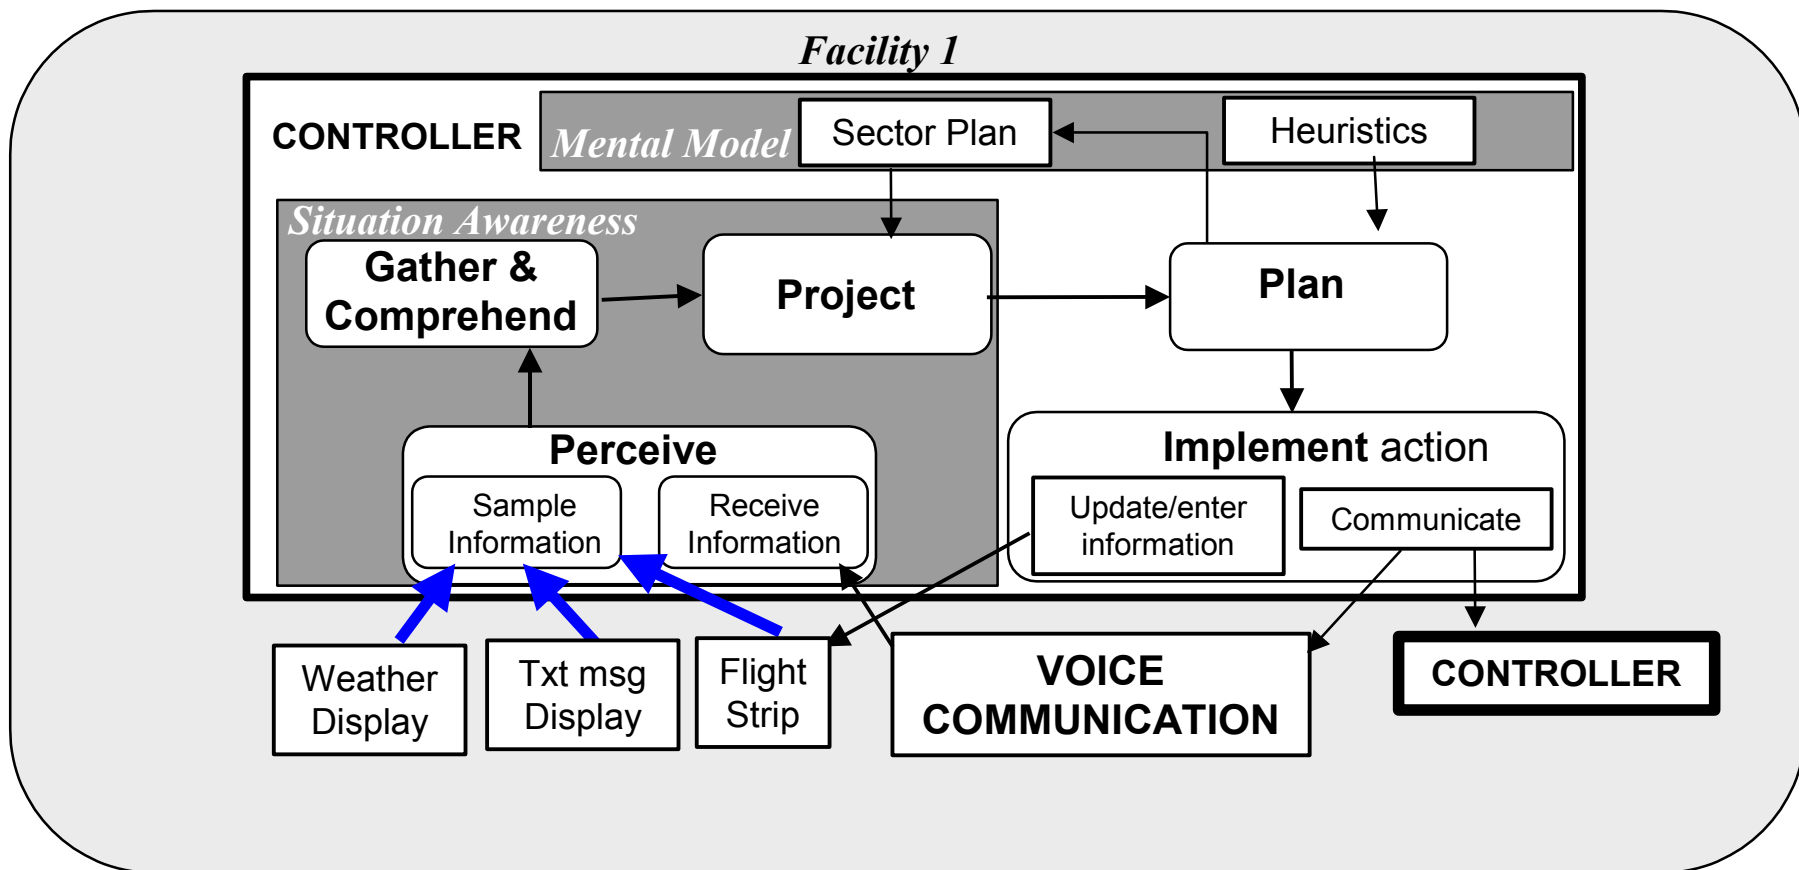 Facility 1
CONTROLLER
Mental Model
Sector Plan
Heuristics
Situation Awareness
Gather &
Comprehend
Project
Plan
Perceive
Sample
Information
Receive
Information
Implement action
Update/enter
information
Communicate
Weather
Display
Txt msg
Display
Flight
Strip
VOICE
COMMUNICATION
CONTROLLER